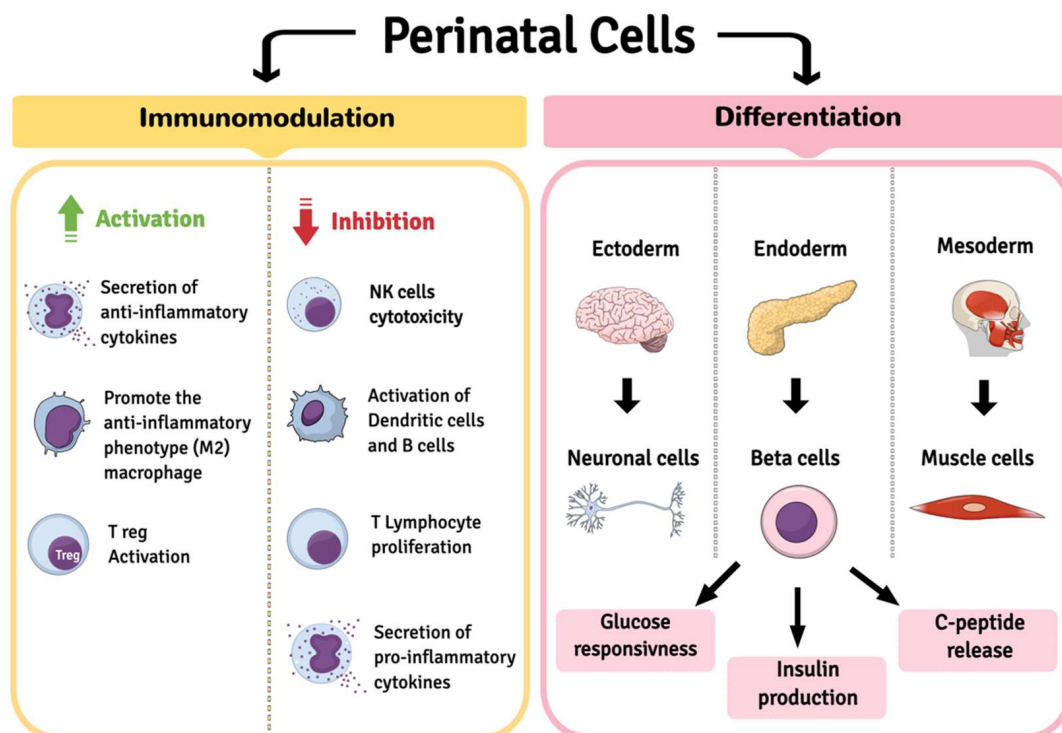 Perinatal Cells
Immunomodulation
Activation
Secretion of
anti-inflammatory
cytokines
Promote the
anti-inflammatory
phenotype (M2)
macrophage
Treg
T reg
Activation
Inhibition
NK cells
cytotoxicity
Activation of
Dendritic cells
and B cells
T Lymphocyte
proliferation
Secretion of
pro-inflammatory
cytokines
Differentiation
Ectoderm
Neuronal cells
Endoderm
Beta cells
Mesoderm
Muscle cells
Glucose
responsivness
Insulin
production
C-peptide
release